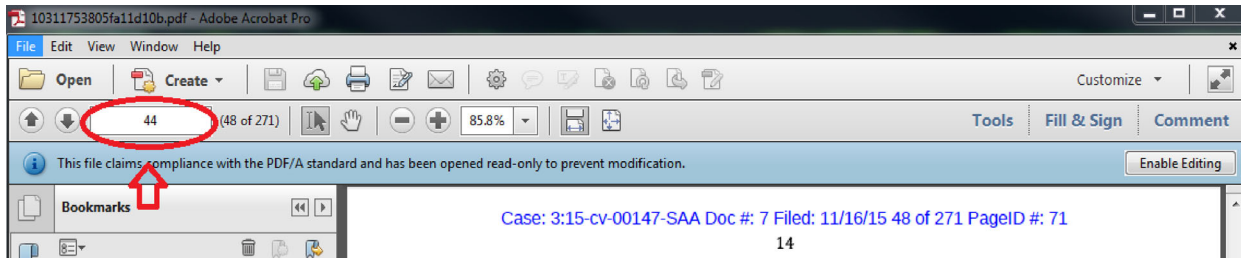 10311753805fa11d10b.pdf - Adobe Acrobat Pro
File Edit View Window Help
Open Create Customize
44 (48 of 271) 85.8% Tools Fill & Sign Comment
This file claims compliance with the PDF/A standard and has been opened read-only to prevent modification. Enable Editing
Bookmarks
Case: 3:15-cv-00147-SAA Doc #: 7 Filed: 11/16/15 48 of 271 PageID #: 71
14